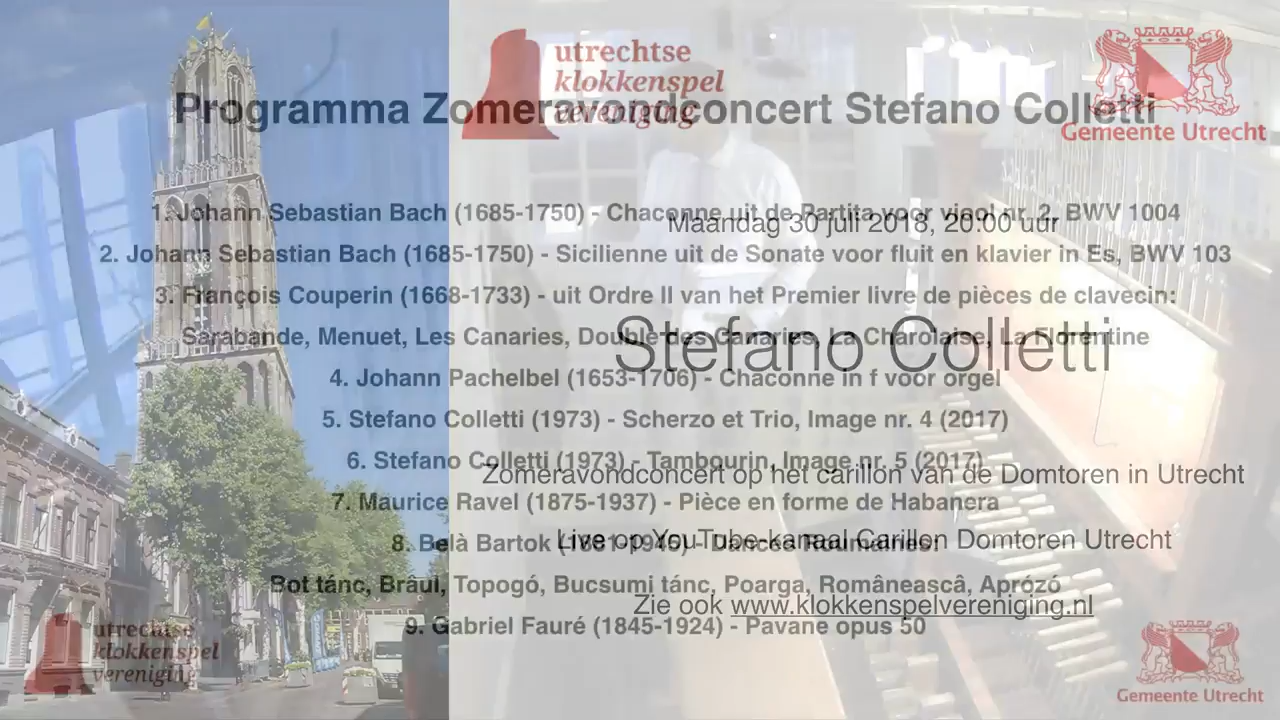 utrechtse
klokkenspel
vereniging
Gemeente Utrecht
Programma Zomeravondconcert Stefano Colletti
1. Johann Sebastian Bach (1685-1750) - Chaconne uit de Partita voor viool nr. 2, BWV 1004
Maandag 30 juli 2018, 20.00 uur
2. Johann Sebastian Bach (1685-1750) - Sicilienne uit de Sonate voor fluit en klavier in Es, BWV 103
3. François Couperin (1668-1733) - uit Ordre II van het Premier livre de pièces de clavecin:
Sarabande, Menuet, Les Canaries, Double des Canaries, La Charolaise, La Florentine
Stefano Colletti
4. Johann Pachelbel (1653-1706) - Chaconne in f voor orgel
5. Stefano Colletti (1973) - Scherzo et Trio, Image nr. 4 (2017)
6. Stefano Colletti (1973) - Tambourin, Image nr. 5 (2017)
Zomeravondconcert op het carillon van de Domtoren in Utrecht
7. Maurice Ravel (1875-1937) - Pièce en forme de Habanera
8. Belà Bartok (1881-1945) - Dances Roumaines:
Live op YouTube-kanaal Carillon Domtoren Utrecht
Bot tánc, Brâul, Topogó, Bucsumi tánc, Poarga, Româneascâ, Aprózó
Zie ook www.klokkenspelvereniging.nl
9. Gabriel Fauré (1845-1924) - Pavane opus 50
utrechtse
klokkenspel
vereniging
Gemeente Utrecht